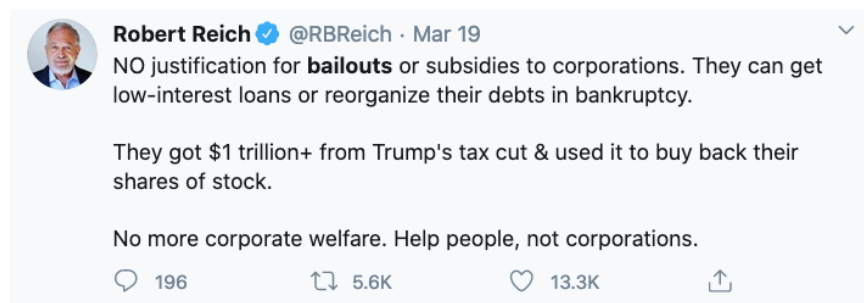 Robert Reich @RBReich · Mar 19
NO justification for bailouts or subsidies to corporations. They can get
low-interest loans or reorganize their debts in bankruptcy.
They got $1 trillion+ from Trump's tax cut & used it to buy back their
shares of stock.
No more corporate welfare. Help people, not corporations.
196 5.6K 13.3K